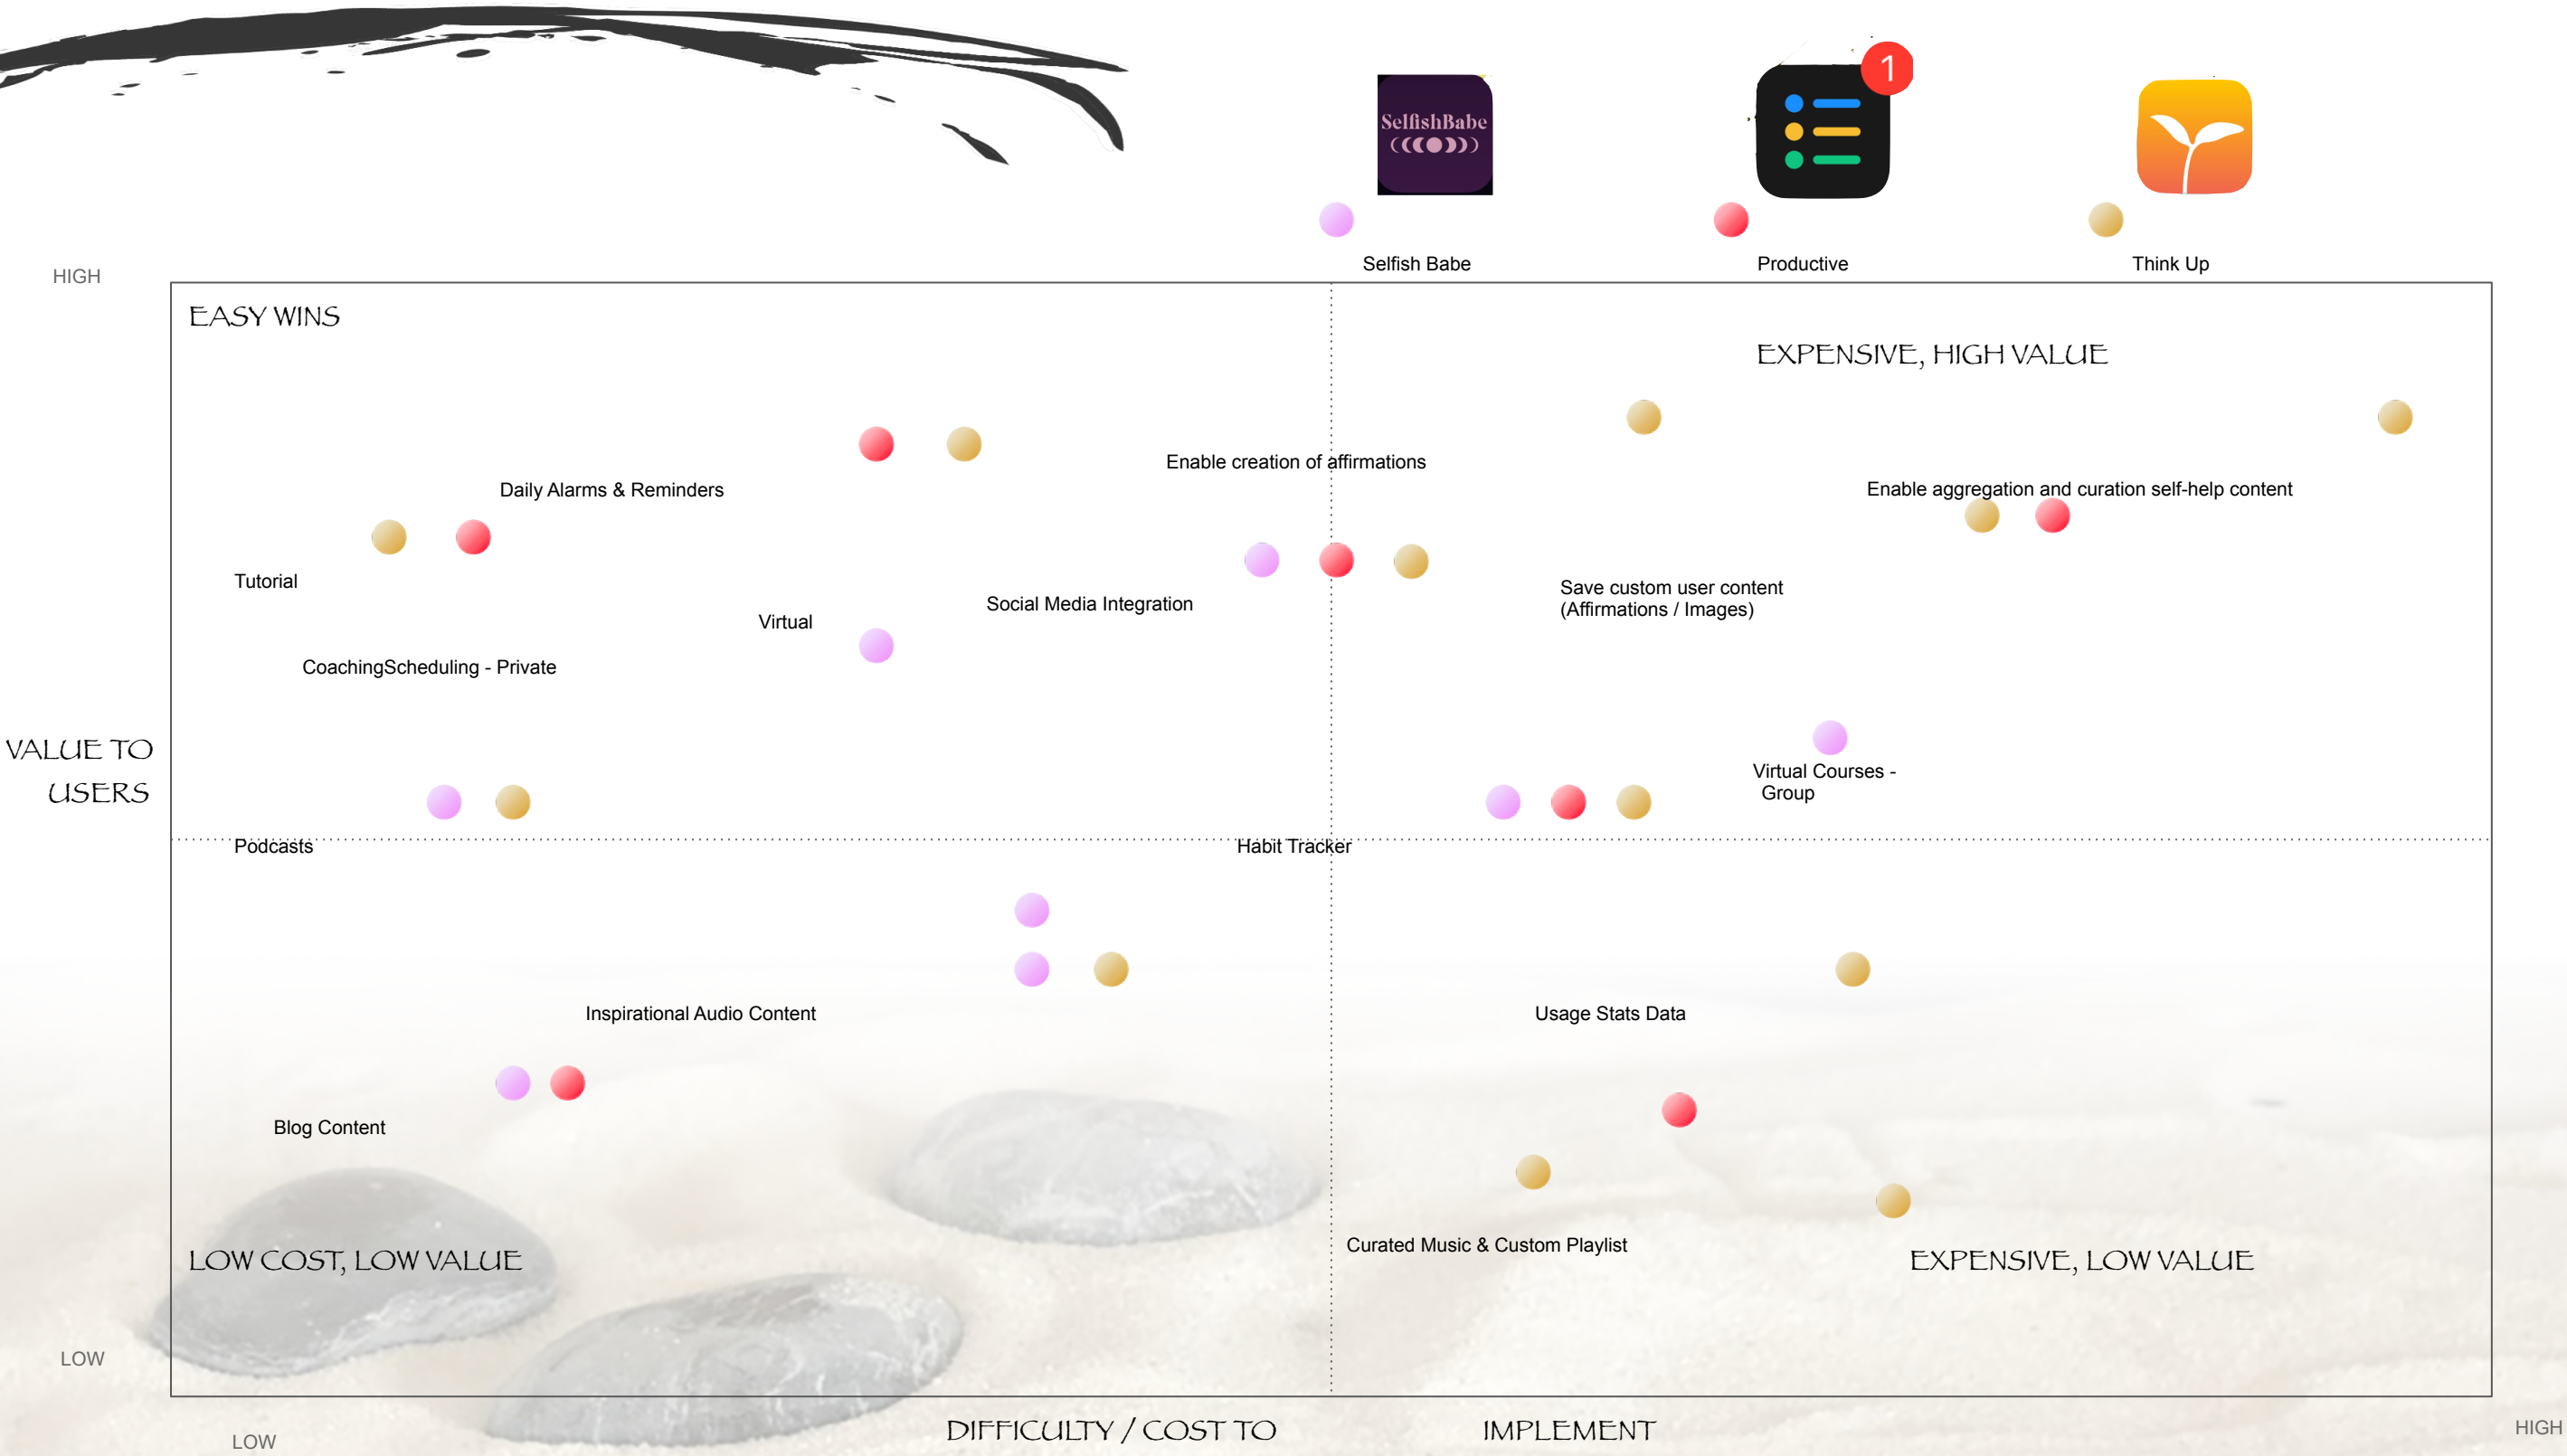 1
SelfishBabe
Selfish Babe
Productive
Think Up
HIGH
EASY WINS
EXPENSIVE, HIGH VALUE
Enable creation of affirmations
Daily Alarms & Reminders
Enable aggregation and curation self-help content
Tutorial
Save custom user content
(Affirmations / Images)
Social Media Integration
Virtual
CoachingScheduling - Private
VALUE TO
USERS
Virtual Courses -
Group
Podcasts
Habit Tracker
Inspirational Audio Content
Usage Stats Data
Blog Content
Curated Music & Custom Playlist
LOW COST, LOW VALUE
EXPENSIVE, LOW VALUE
LOW
DIFFICULTY / COST TO IMPLEMENT
HIGH
LOW